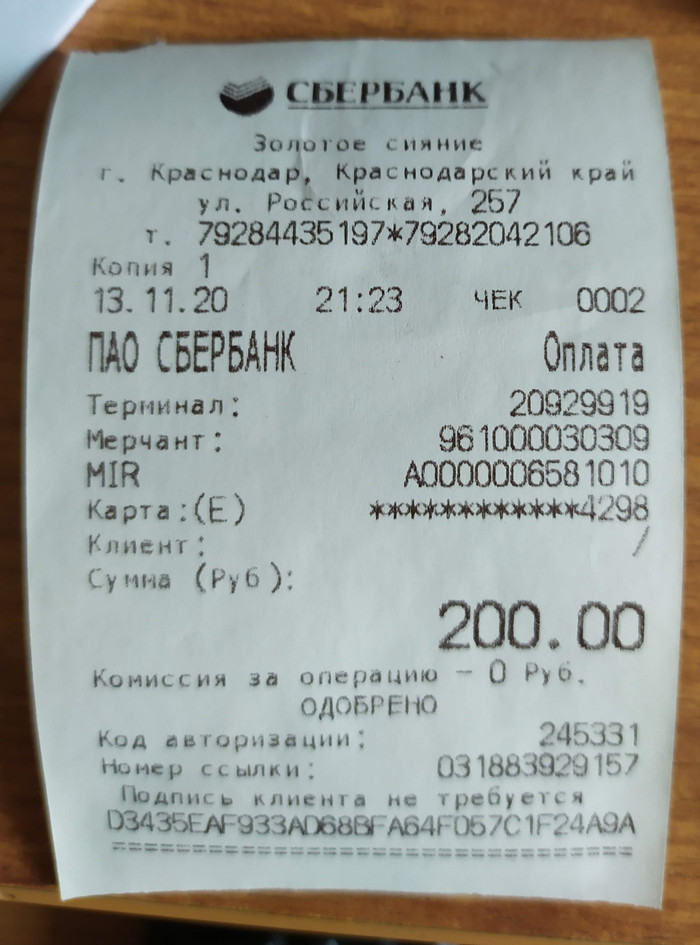 СБЕРБАНК
Золотое сияние
г. Краснодар, Краснодарский край
ул. Российская, 257
т. 79284435197*79282042106
Копия 1
13.11.20 21:23 ЧЕК 0002
ПАО СБЕРБАНК Оплата
Терминал: 20929919
Мерчант: 961000030309
MIR A0000006581010
Карта:(E) ************4298
Клиент: /
Сумма (Руб):
200.00
Комиссия за операцию - 0 Руб.
ОДОБРЕНО
Код авторизации: 245331
Номер ссылки: 031883929157
Подпись клиента не требуется
D3435EAF933AD68BFA64F057C1F24A9A
==========================================